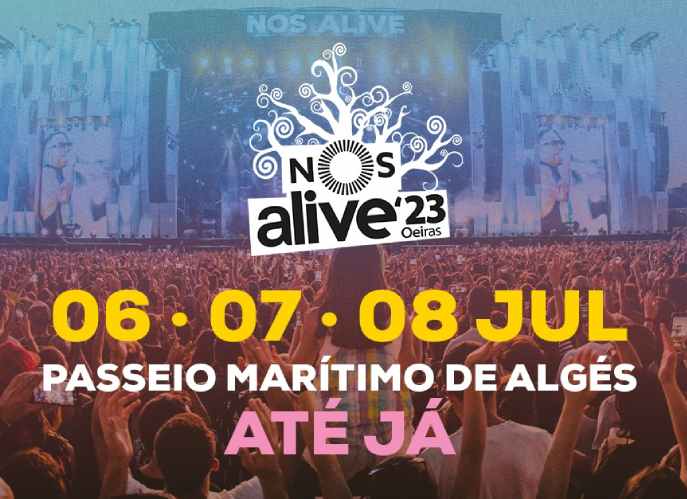 NOS ALIVE
NOS
alive'23
Oeiras
06 • 07 • 08 JUL
PASSEIO MARÍTIMO DE ALGÉS
ATÉ JÁ